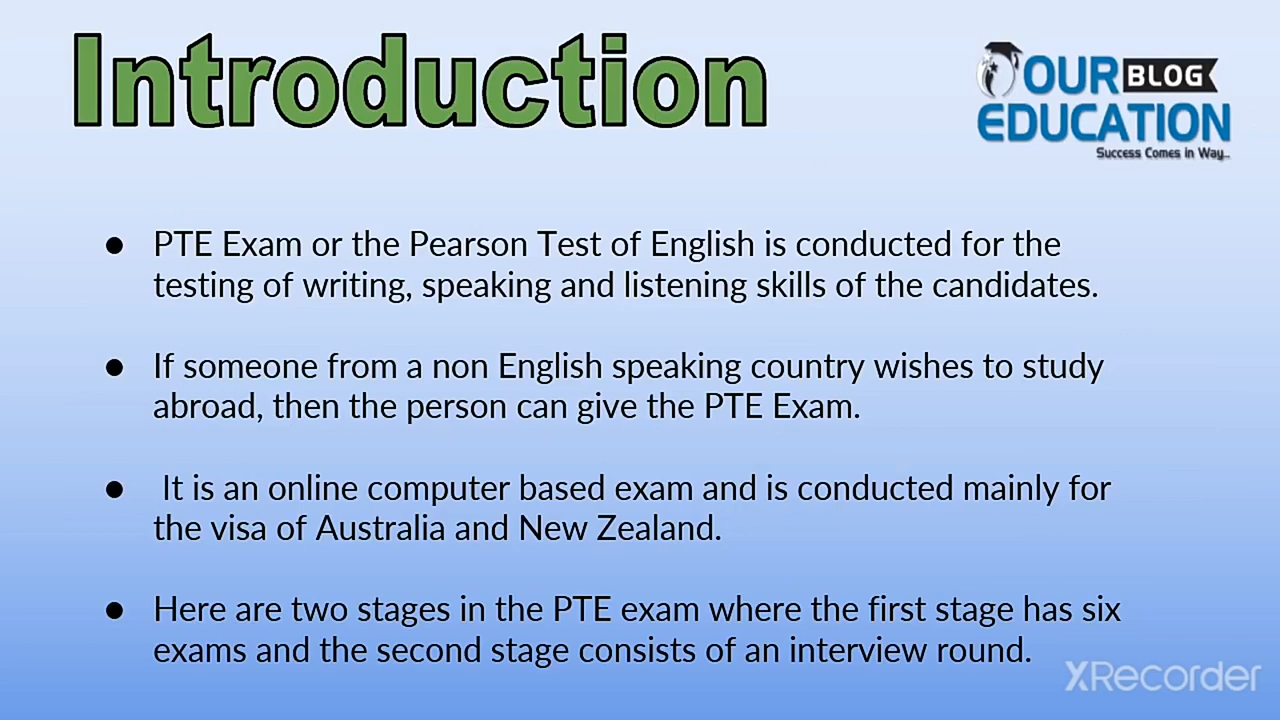 Introduction
OUR BLOG
EDUCATION
Success Comes in Way...
● PTE Exam or the Pearson Test of English is conducted for the
testing of writing, speaking and listening skills of the candidates.
● If someone from a non English speaking country wishes to study
abroad, then the person can give the PTE Exam.
● It is an online computer based exam and is conducted mainly for
the visa of Australia and New Zealand.
● Here are two stages in the PTE exam where the first stage has six
exams and the second stage consists of an interview round.
XRecorder